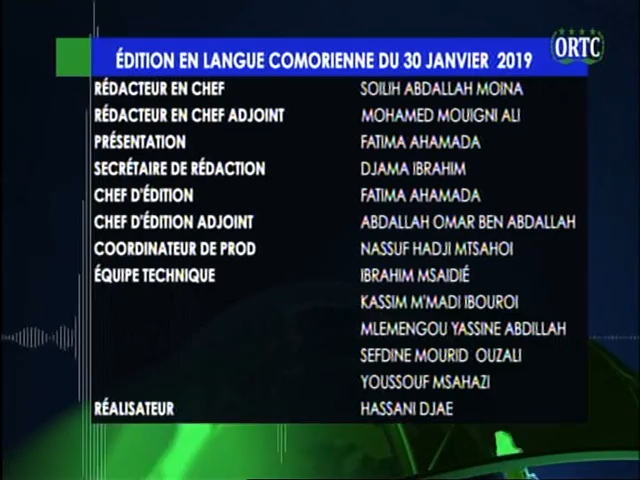 ORTC
ÉDITION EN LANGUE COMORIENNE DU 30 JANVIER 2019
RÉDACTEUR EN CHEF SOILIH ABDALLAH MOINA
RÉDACTEUR EN CHEF ADJOINT MOHAMED MOUIGNI ALI
PRÉSENTATION FATIMA AHAMADA
SECRÉTAIRE DE RÉDACTION DJAMA IBRAHIM
CHEF D'ÉDITION FATIMA AHAMADA
CHEF D'ÉDITION ADJOINT ABDALLAH OMAR BEN ABDALLAH
COORDINATEUR DE PROD NASSUF HADJI MTSAHOI
ÉQUIPE TECHNIQUE IBRAHIM MSAIDIÉ
KASSIM M'MADI IBOUROI
MLEMENGOU YASSINE ABDILLAH
SEFDINE MOURID OUZALI
YOUSSOUF MSAHAZI
RÉALISATEUR HASSANI DJAE